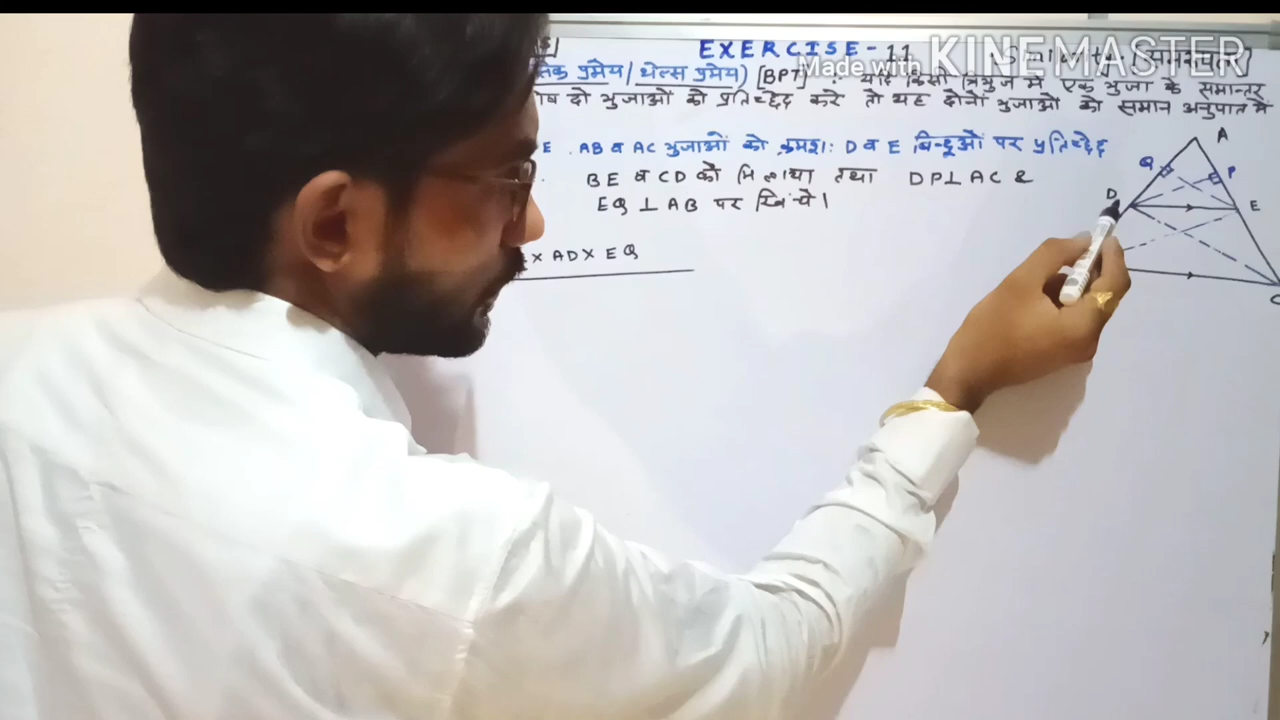 EXERCISE - 11
Made with KINEMASTER
प्रमेय / थेल्स प्रमेय) [BPT] यदि किसी त्रिभुज में एक भुजा के समान्तर
दो भुजाओं को प्रतिच्छेद करे तो यह दोनों भुजाओं को समान अनुपात में
E . AB व AC भुजाओं को क्रमशः D व E बिन्दुओं पर प्रतिच्छेद
BE व CD को मिलाया तथा DP⊥AC &
EQ ⊥ AB पर खिंचे।
× AD × EQ
A
Q
P
D
E
C